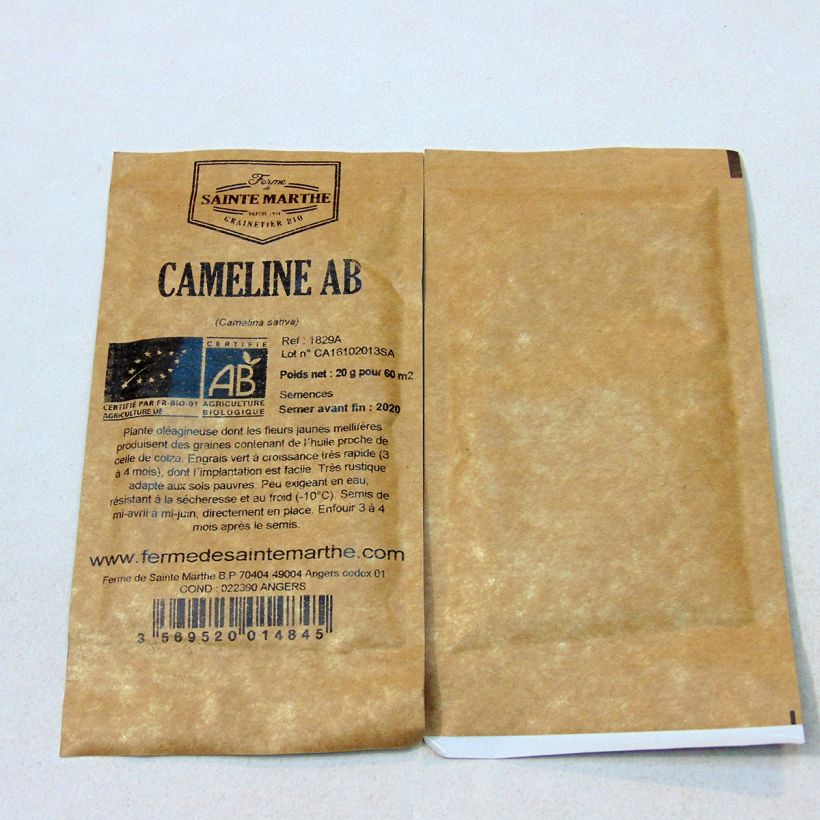 Ferme
de
SAINTE MARTHE
DEPUIS 1974
GRAINETIER BIO
CAMELINE AB
(Camelina sativa)
CERTIFIÉ
AB
AGRICULTURE
BIOLOGIQUE
CERTIFIÉ PAR FR-BIO-01
AGRICULTURE UE
Ref : 1829A
Lot n° CA16102013SA
Poids net : 20 g pour 60 m2
Semences
Semer avant fin : 2020
Plante oléagineuse dont les fleurs jaunes mellifères
produisent des graines contenant de l'huile proche de
celle de colza. Engrais vert à croissance très rapide (3
à 4 mois), dont l'implantation est facile. Très rustique
adapté aux sols pauvres. Peu exigeant en eau,
résistant à la sécheresse et au froid (-10°C). Semis de
mi-avril à mi-juin, directement en place. Enfouir 3 à 4
mois après le semis.
www.fermedesaintemarthe.com
Ferme de Sainte Marthe B.P 70404 49004 Angers cedex 01
COND : 022390 ANGERS
3 569520 014845